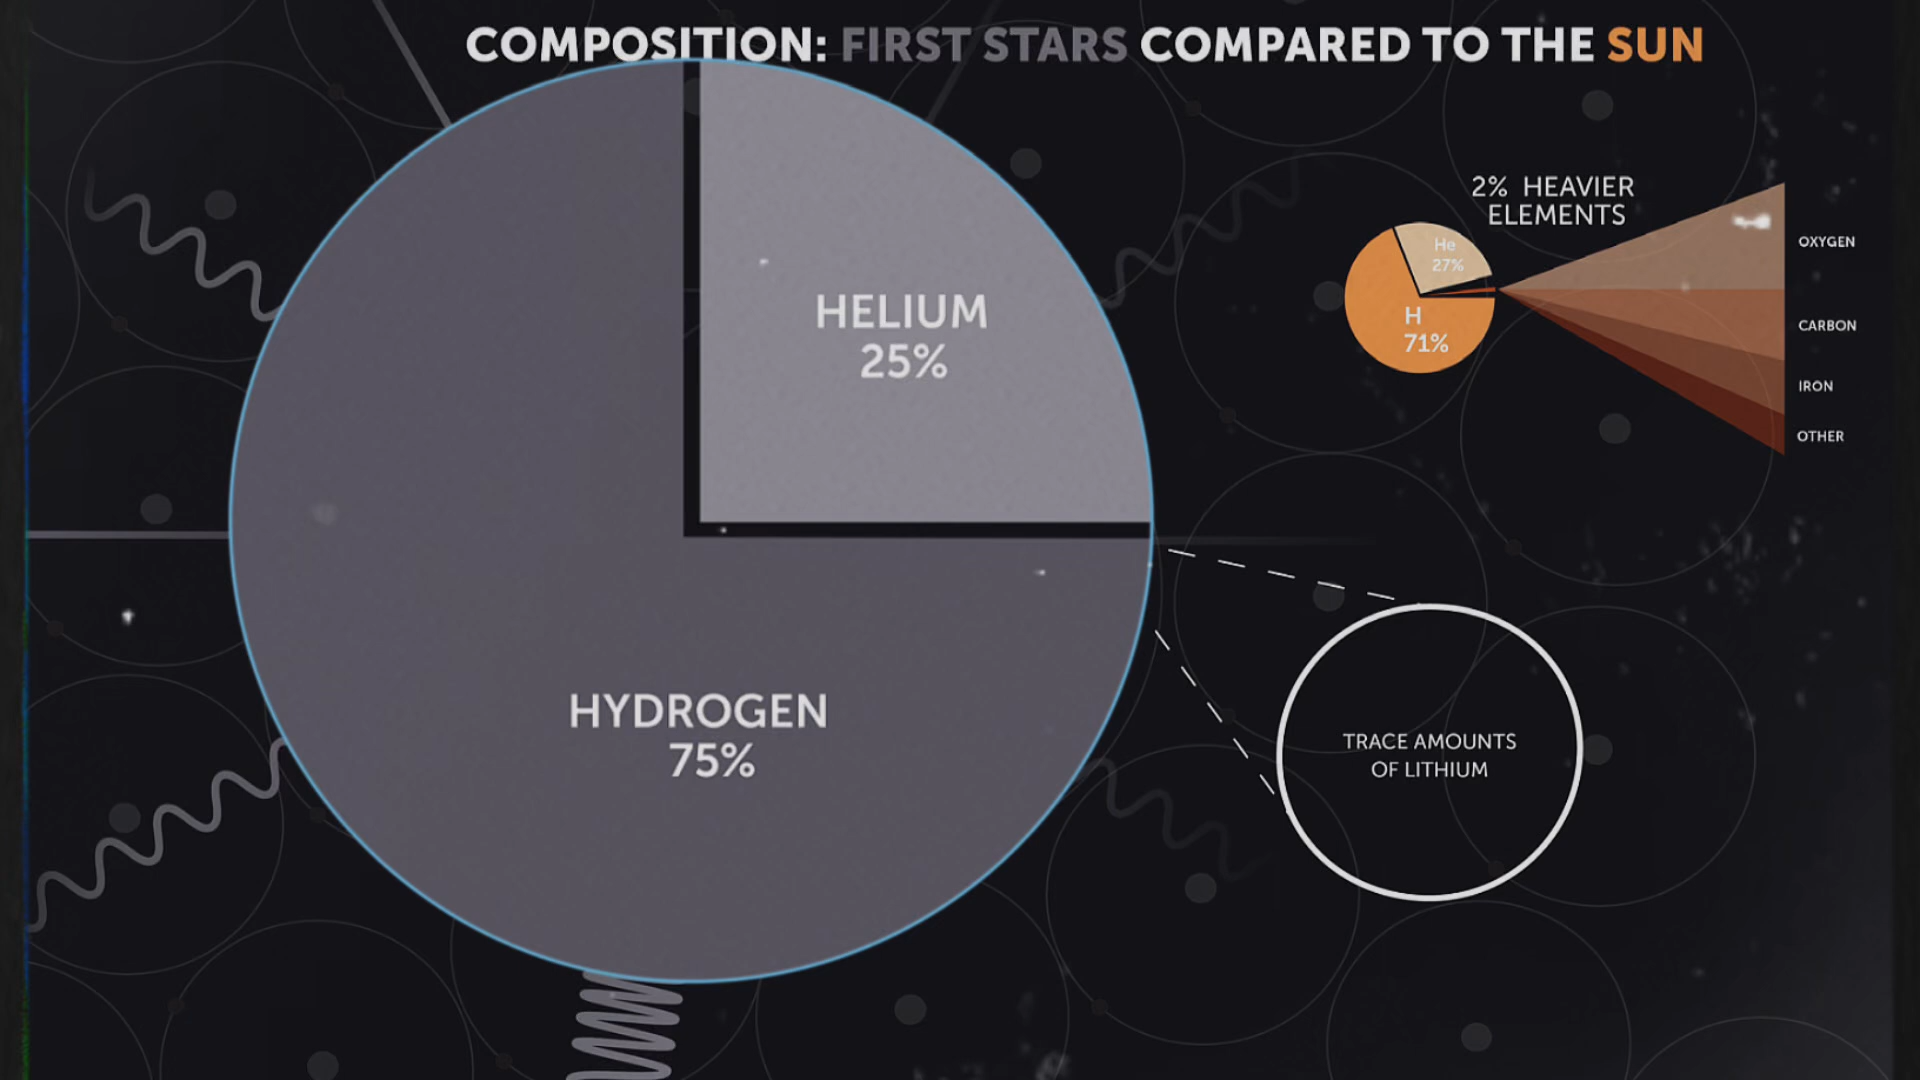 COMPOSITION: FIRST STARS COMPARED TO THE SUN
HELIUM
25%
HYDROGEN
75%
2% HEAVIER
ELEMENTS
He
27%
H
71%
OXYGEN
CARBON
IRON
OTHER
TRACE AMOUNTS
OF LITHIUM